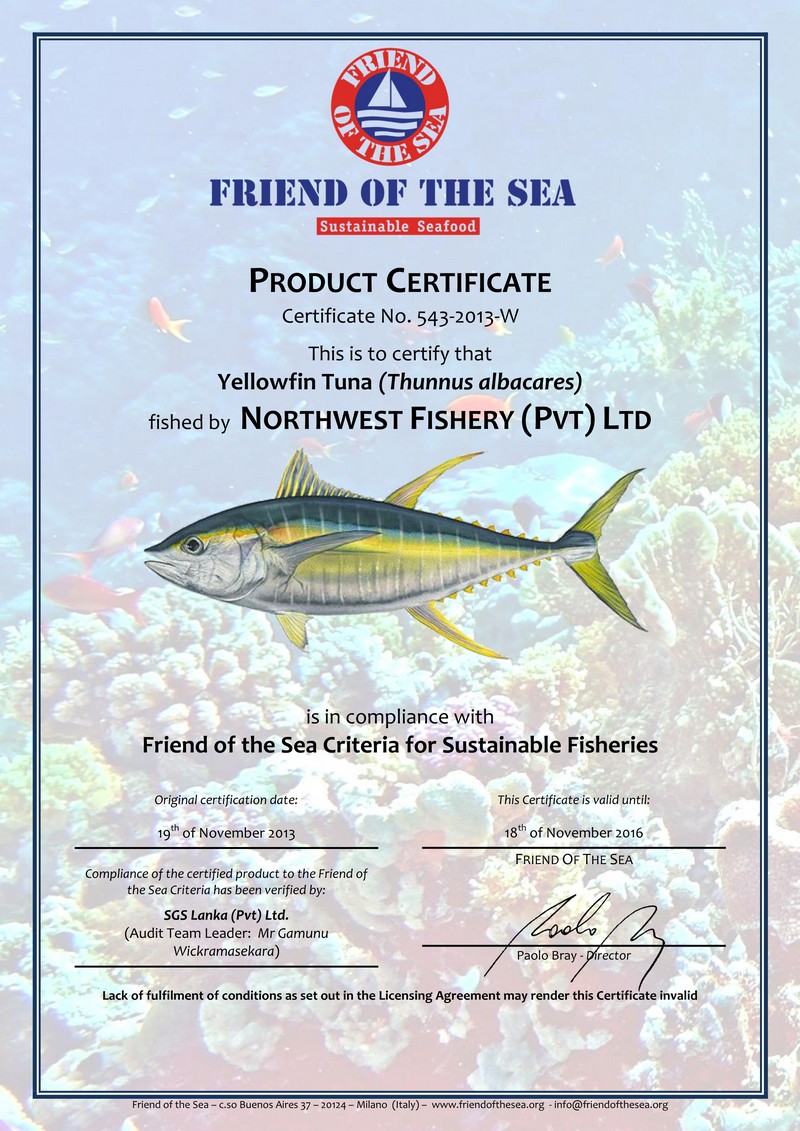 FRIEND
OF THE SEA
FRIEND OF THE SEA
Sustainable Seafood
PRODUCT CERTIFICATE
Certificate No. 543-2013-W
This is to certify that
Yellowfin Tuna (Thunnus albacares)
fished by NORTHWEST FISHERY (PVT) LTD
is in compliance with
Friend of the Sea Criteria for Sustainable Fisheries
Original certification date:
19th of November 2013
Compliance of the certified product to the Friend of
the Sea Criteria has been verified by:
SGS Lanka (Pvt) Ltd.
(Audit Team Leader: Mr Gamunu
Wickramasekara)
This Certificate is valid until:
18th of November 2016
FRIEND OF THE SEA
Paolo Bray - Director
Lack of fulfilment of conditions as set out in the Licensing Agreement may render this Certificate invalid
Friend of the Sea – c.so Buenos Aires 37 – 20124 – Milano (Italy) – www.friendofthesea.org - info@friendofthesea.org